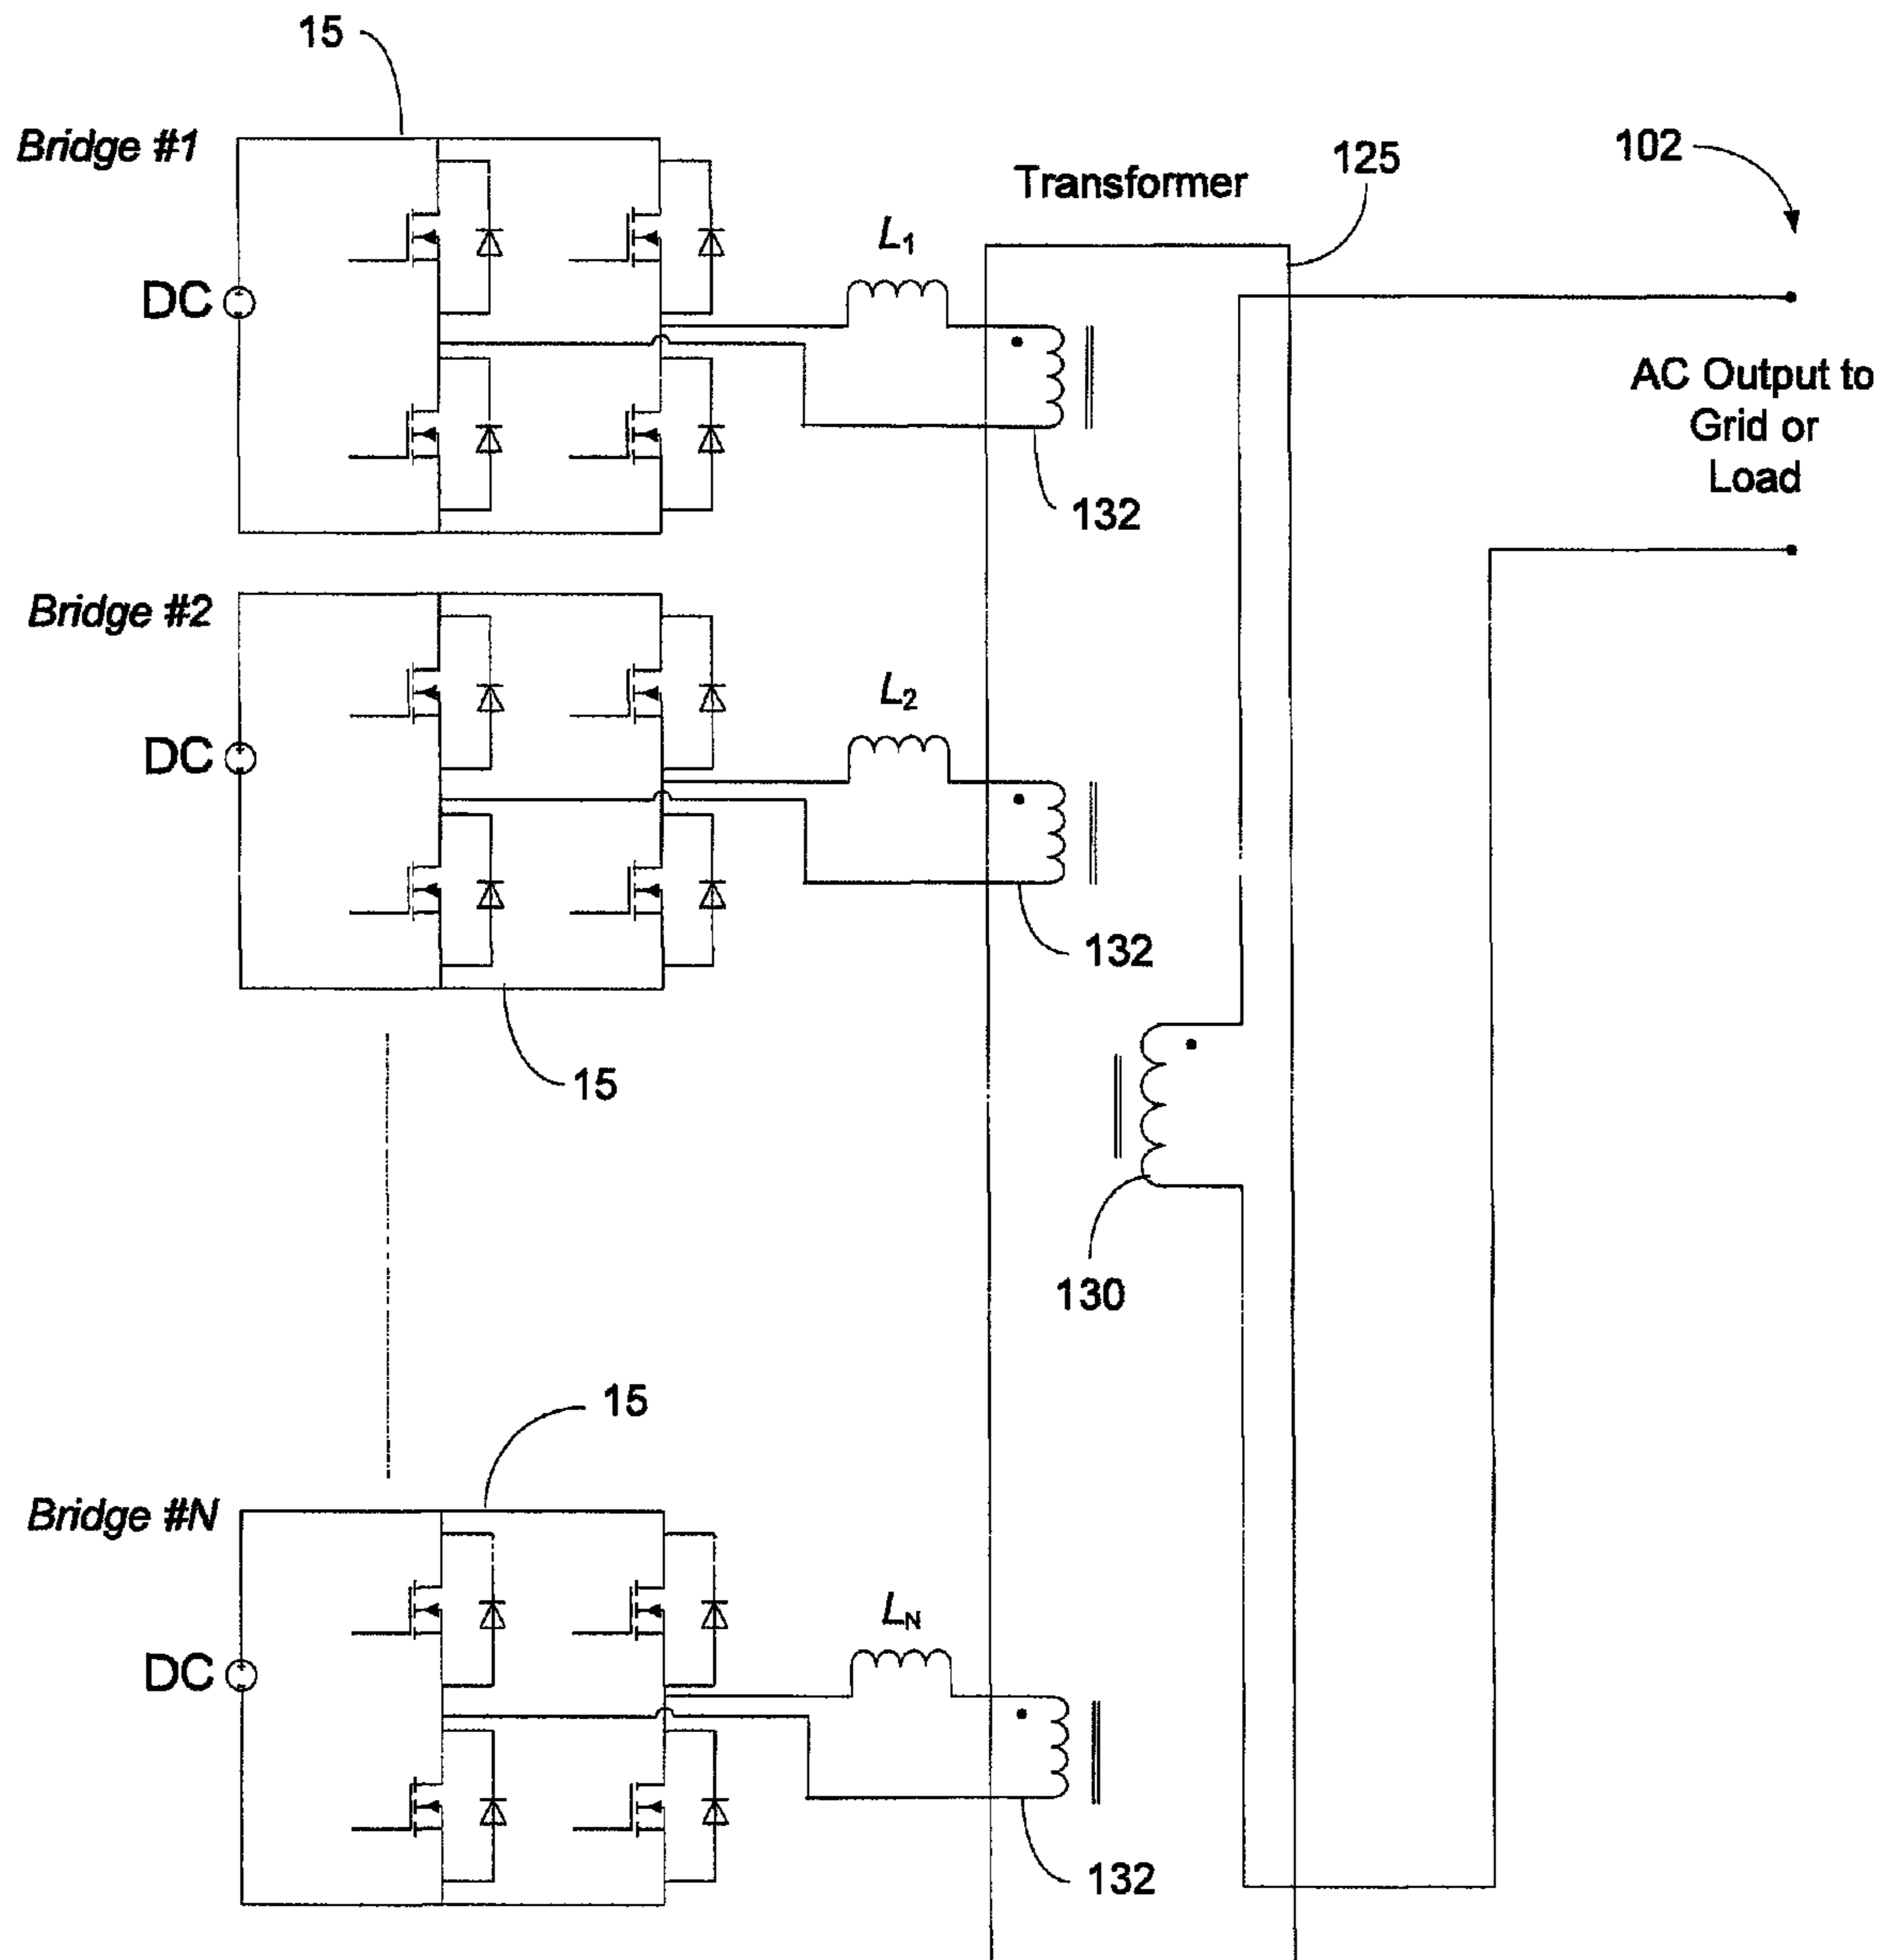 15
Bridge #1
102
125
Transformer
L1
DC
AC Output to
Grid or
Load
132
Bridge #2
L2
DC
132
15
130
15
Bridge #N
LN
DC
132